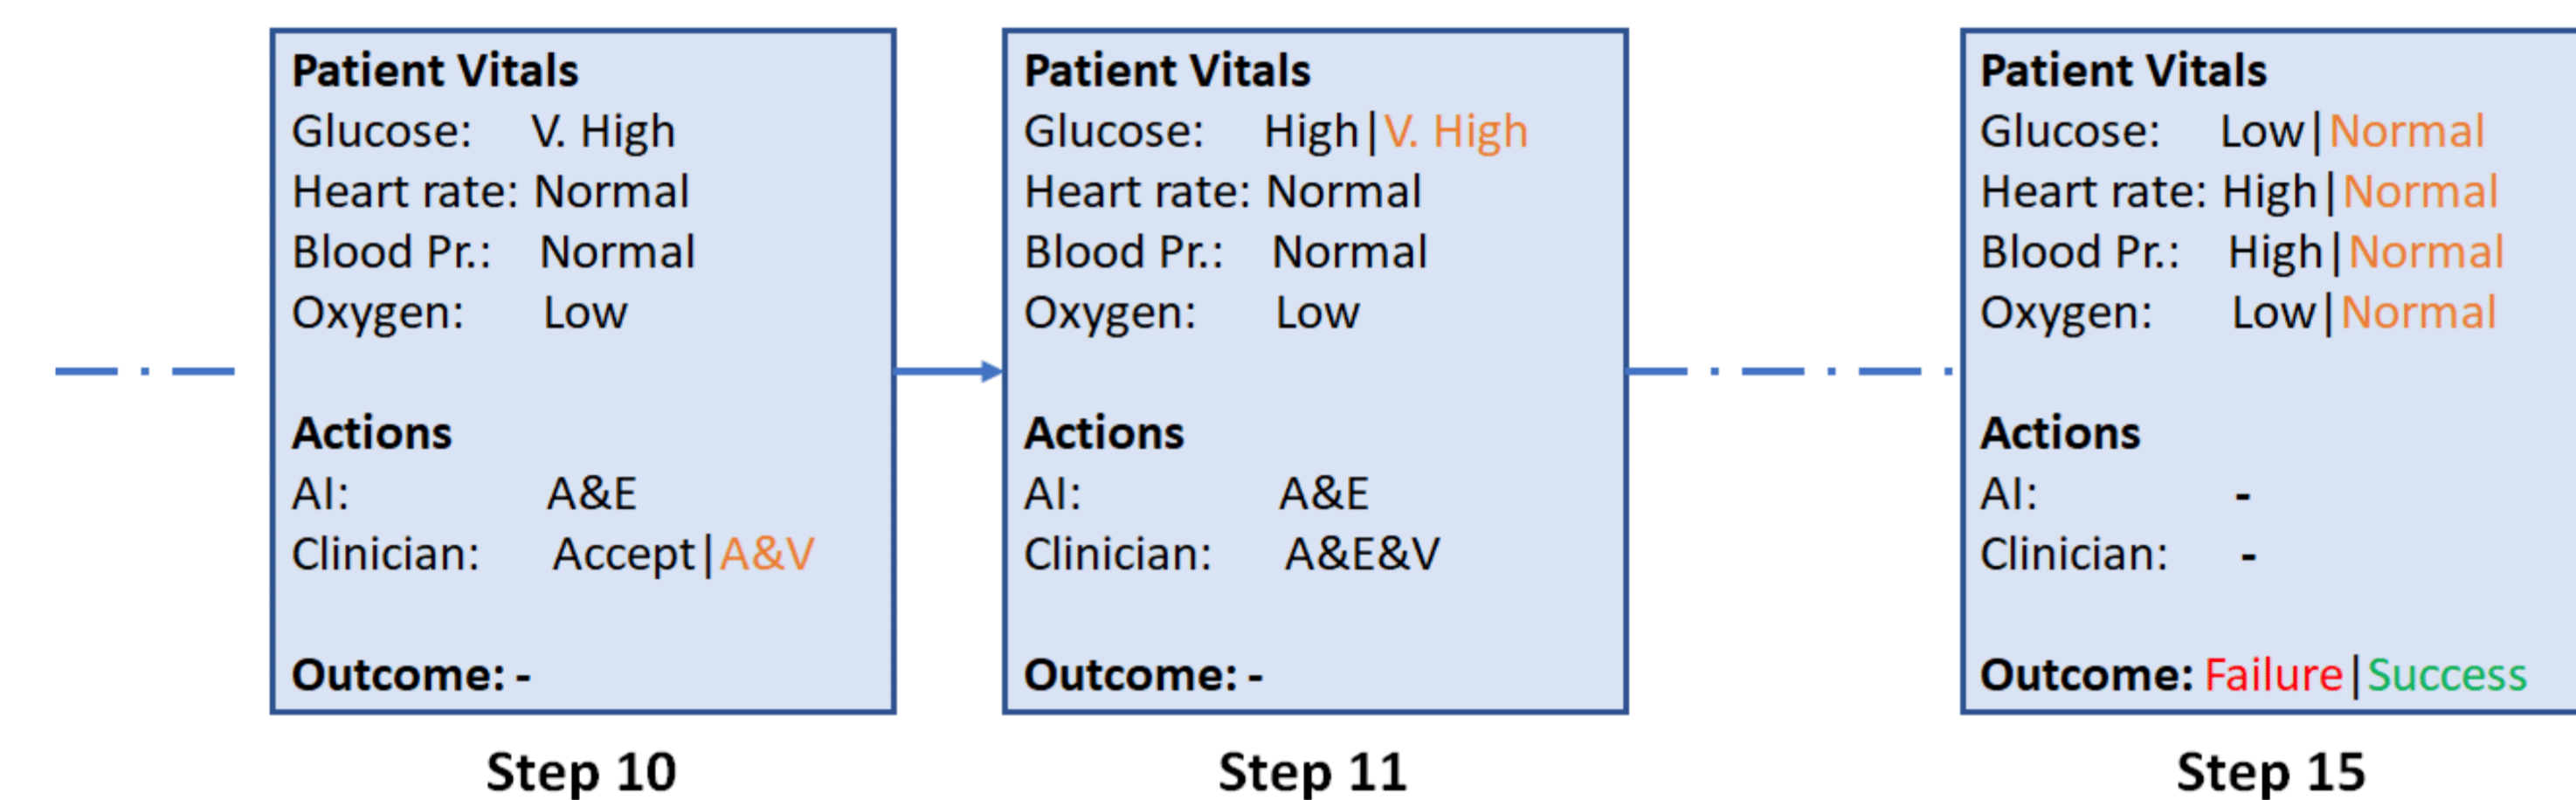 Patient Vitals
Glucose: V. High
Heart rate: Normal
Blood Pr.: Normal
Oxygen: Low
Actions
AI: A&E
Clinician: Accept|A&V
Outcome: -
Step 10
Patient Vitals
Glucose: High|V. High
Heart rate: Normal
Blood Pr.: Normal
Oxygen: Low
Actions
AI: A&E
Clinician: A&E&V
Outcome: -
Step 11
Patient Vitals
Glucose: Low|Normal
Heart rate: High|Normal
Blood Pr.: High|Normal
Oxygen: Low|Normal
Actions
AI: -
Clinician: -
Outcome: Failure|Success
Step 15